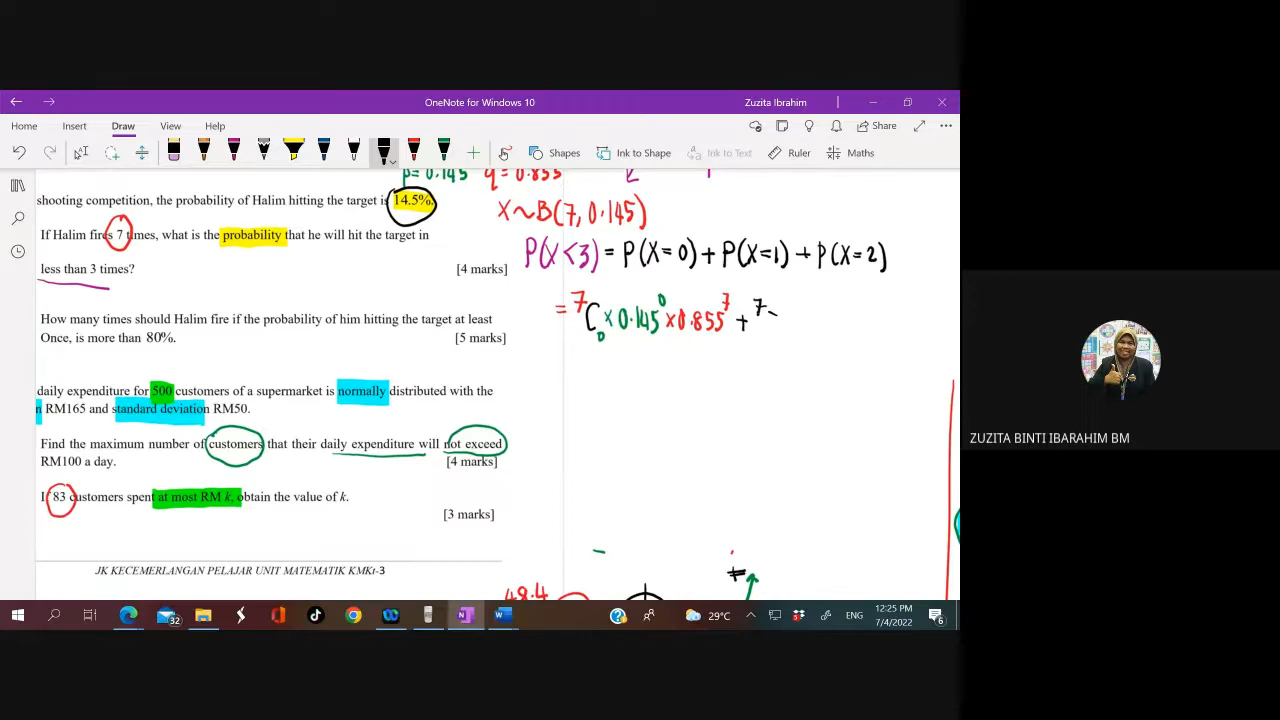 OneNote for Windows 10
Zuzita Ibrahim
Home Insert Draw View Help
Share
Shapes Ink to Shape Ink to Text Ruler Maths
p=0.145 q=0.855
shooting competition, the probability of Halim hitting the target is 14.5%.
X~B(7, 0.145)
If Halim fires 7 times, what is the probability that he will hit the target in
less than 3 times? [4 marks]
P(X<3) = P(X=0) + P(X=1) + P(X=2)
= 7C0 × 0.145^0 × 0.855^7 + 7
How many times should Halim fire if the probability of him hitting the target at least
Once, is more than 80%. [5 marks]
daily expenditure for 500 customers of a supermarket is normally distributed with the
n RM165 and standard deviation RM50.
Find the maximum number of customers that their daily expenditure will not exceed
RM100 a day. [4 marks]
If 83 customers spent at most RM k, obtain the value of k.
[3 marks]
JK KECEMERLANGAN PELAJAR UNIT MATEMATIK KMKt-3
48.4
ZUZITA BINTI IBARAHIM BM
32
29°C
ENG
12:25 PM
7/4/2022
6